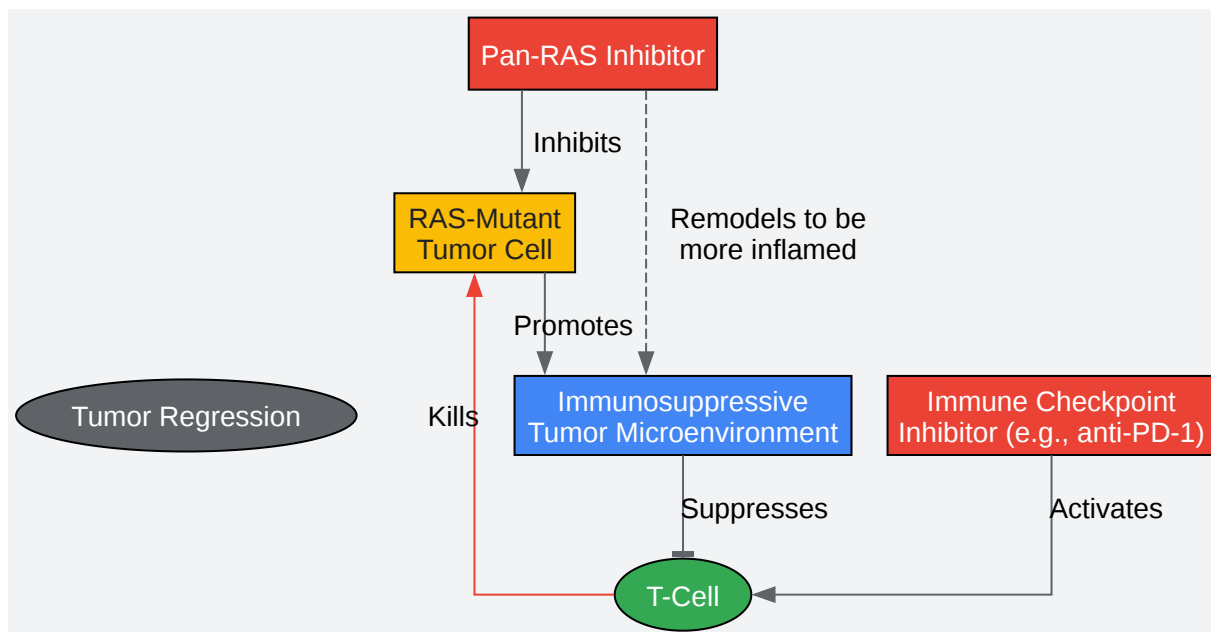 Pan-RAS Inhibitor
Inhibits
RAS-Mutant
Tumor Cell
Remodels to be
more inflamed
Promotes
Tumor Regression
Kills
Immunosuppressive
Tumor Microenvironment
Immune Checkpoint
Inhibitor (e.g., anti-PD-1)
Suppresses
Activates
T-Cell